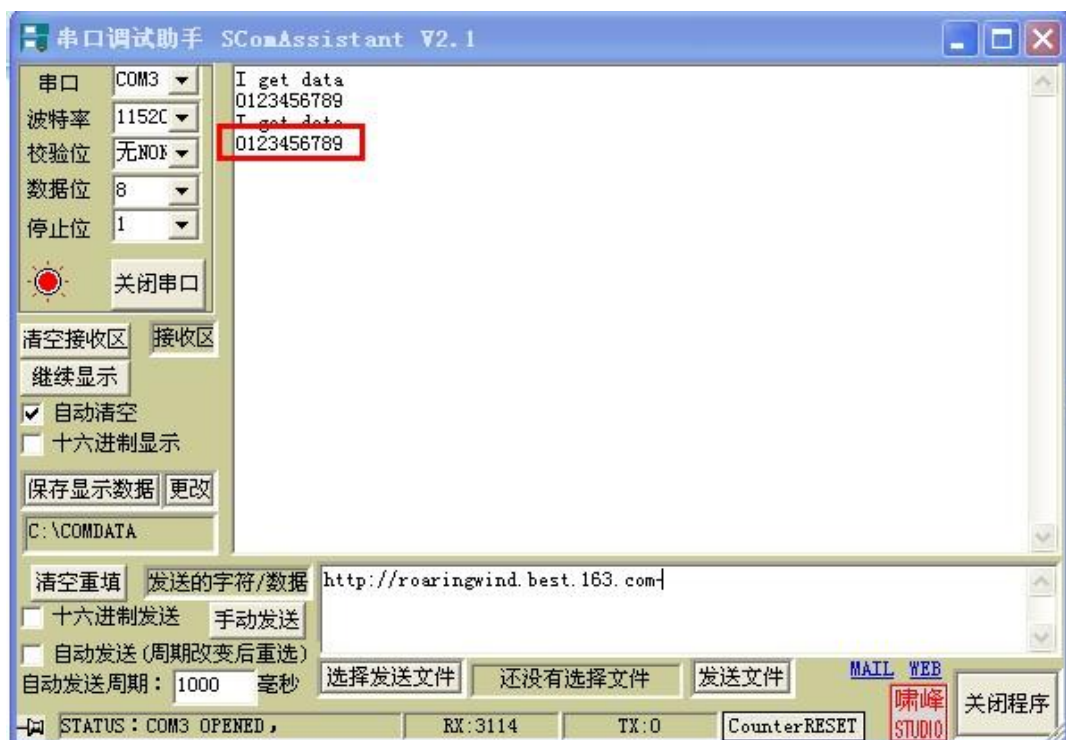 串口调试助手 SComAssistant V2.1
串口 COM3
波特率 11520
校验位 无NON
数据位 8
停止位 1
关闭串口
I get data
0123456789
I get data
0123456789
清空接收区 接收区
继续显示
自动清空
十六进制显示
保存显示数据 更改
C:\COMDATA
清空重填 发送的字符/数据 http://roaringwind.best.163.com-
十六进制发送 手动发送
自动发送(周期改变后重选)
自动发送周期: 1000 毫秒 选择发送文件 还没有选择文件 发送文件 MAIL WEB
啸峰 STUDIO
关闭程序
STATUS:COM3 OPENED, RX:3114 TX:0 CounterRESET